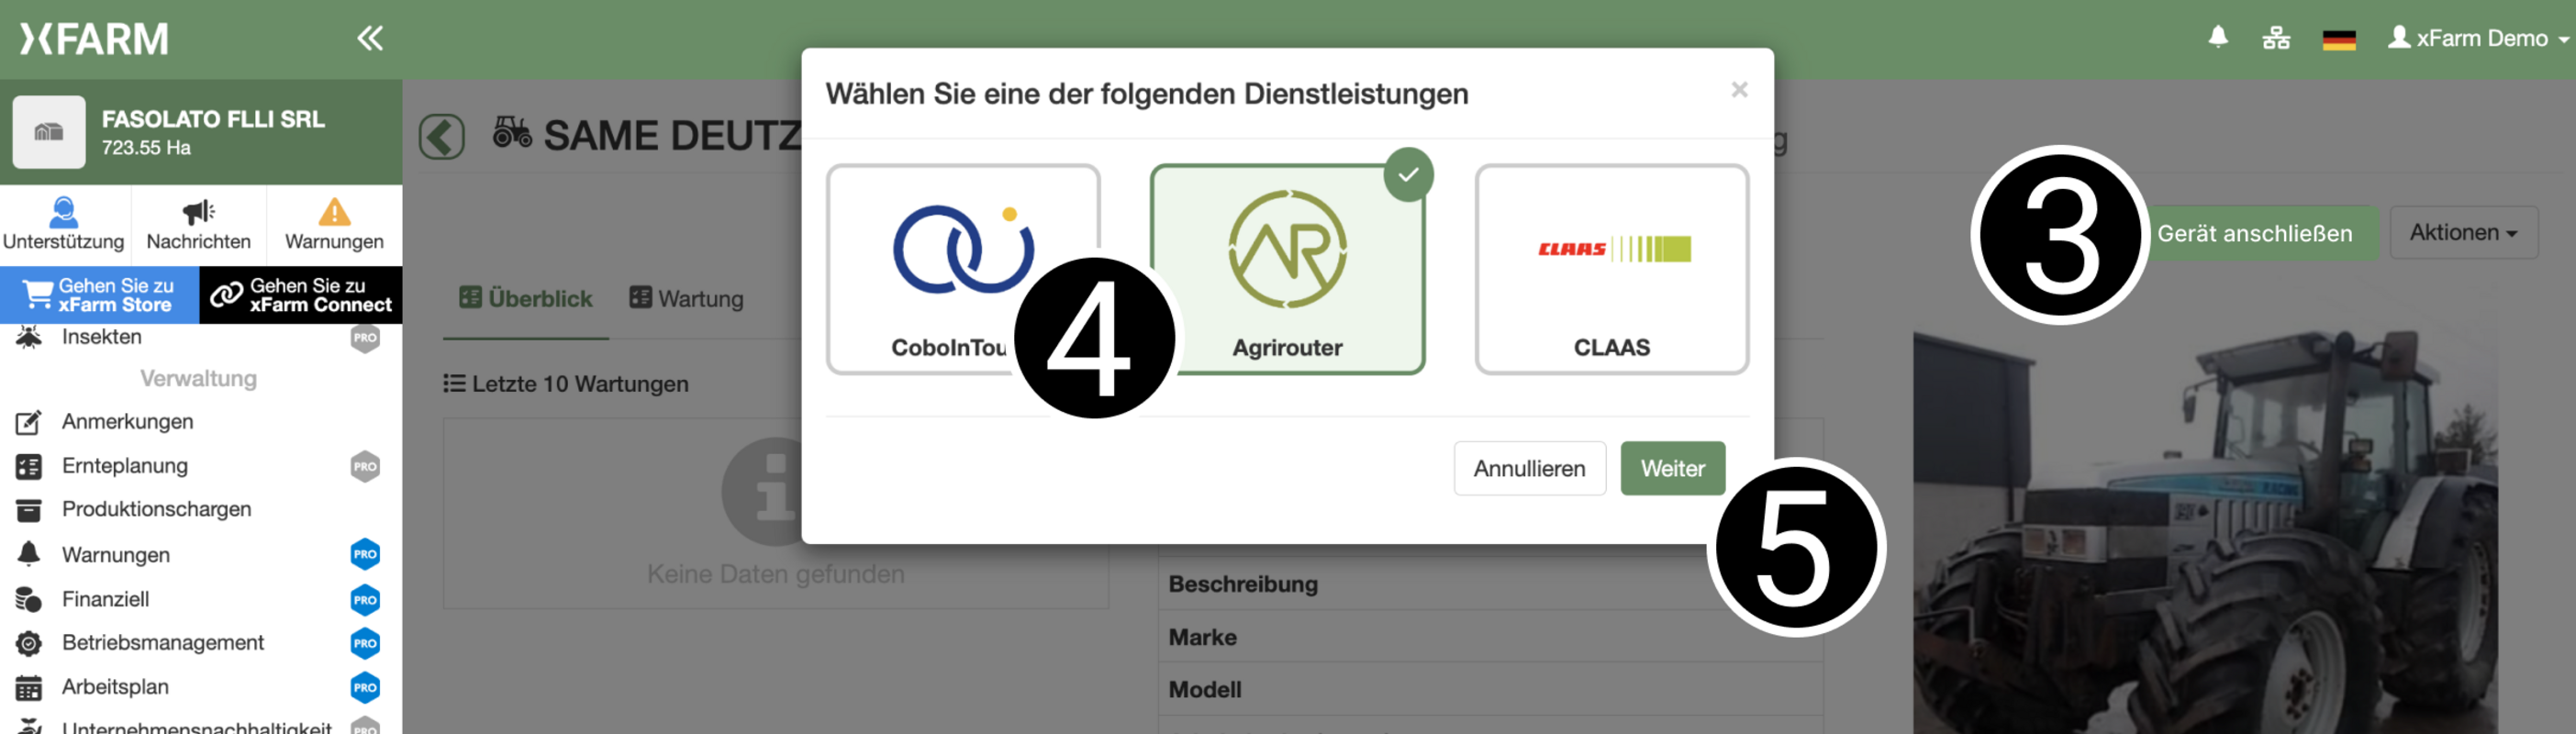 XFARM
xFarm Demo
FASOLATO FLLI SRL
723.55 Ha
Unterstützung
Nachrichten
Warnungen
Gehen Sie zu
xFarm Store
Gehen Sie zu
xFarm Connect
Insekten PRO
Verwaltung
Anmerkungen
Ernteplanung PRO
Produktionschargen
Warnungen PRO
Finanziell PRO
Betriebsmanagement PRO
Arbeitsplan PRO
Unternehmensnachhaltigkeit PRO
SAME DEUTZ
3
Gerät anschließen
Aktionen
Überblick
Wartung
Letzte 10 Wartungen
Keine Daten gefunden
Wählen Sie eine der folgenden Dienstleistungen
×
CoboInTou
4
AR
Agrirouter
CLAAS
CLAAS
Annullieren
Weiter
5
Beschreibung
Marke
Modell